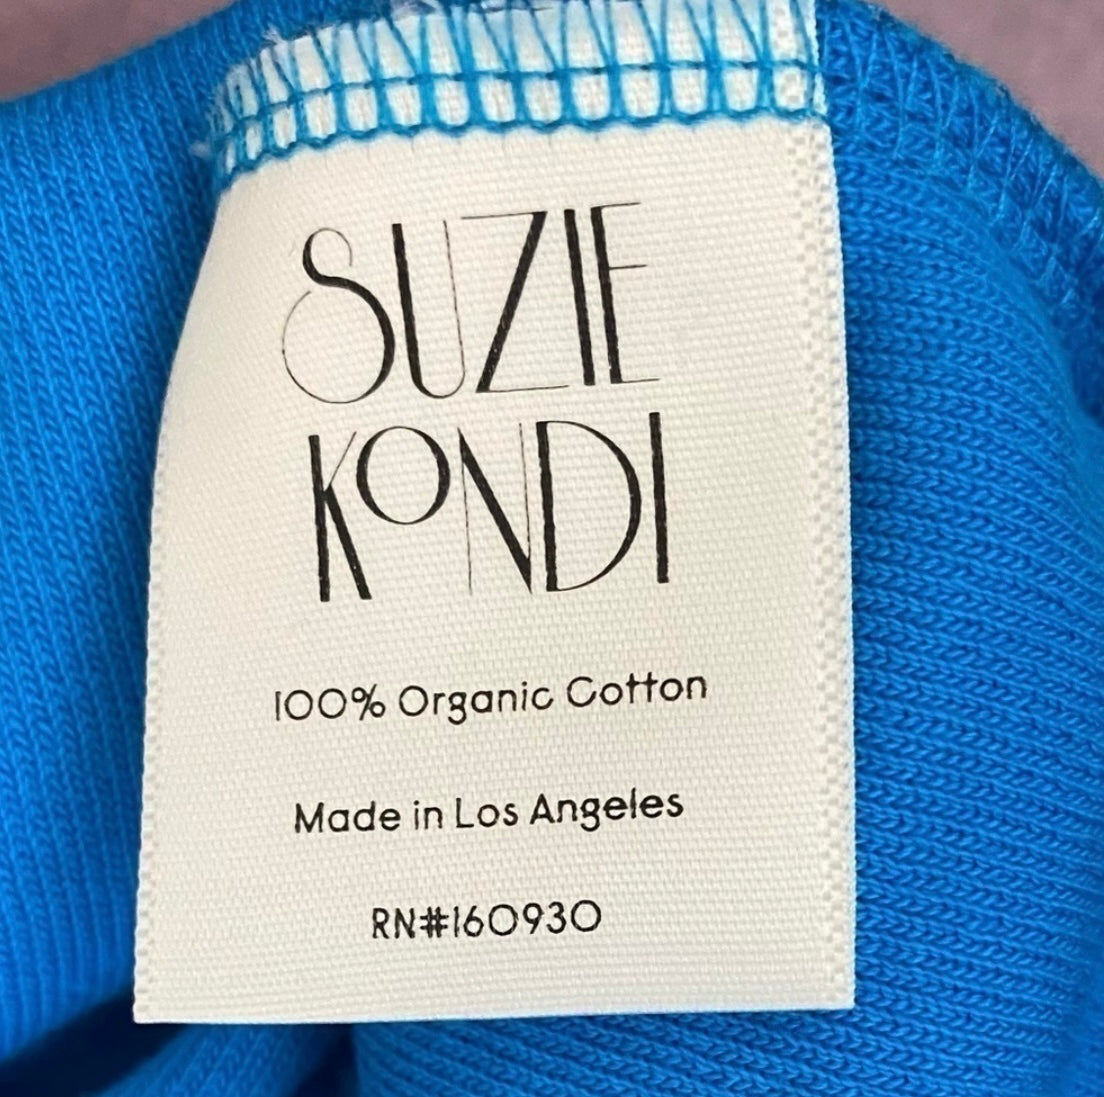 SUZIE
KONDI
100% Organic Cotton
Made in Los Angeles
RN#160930